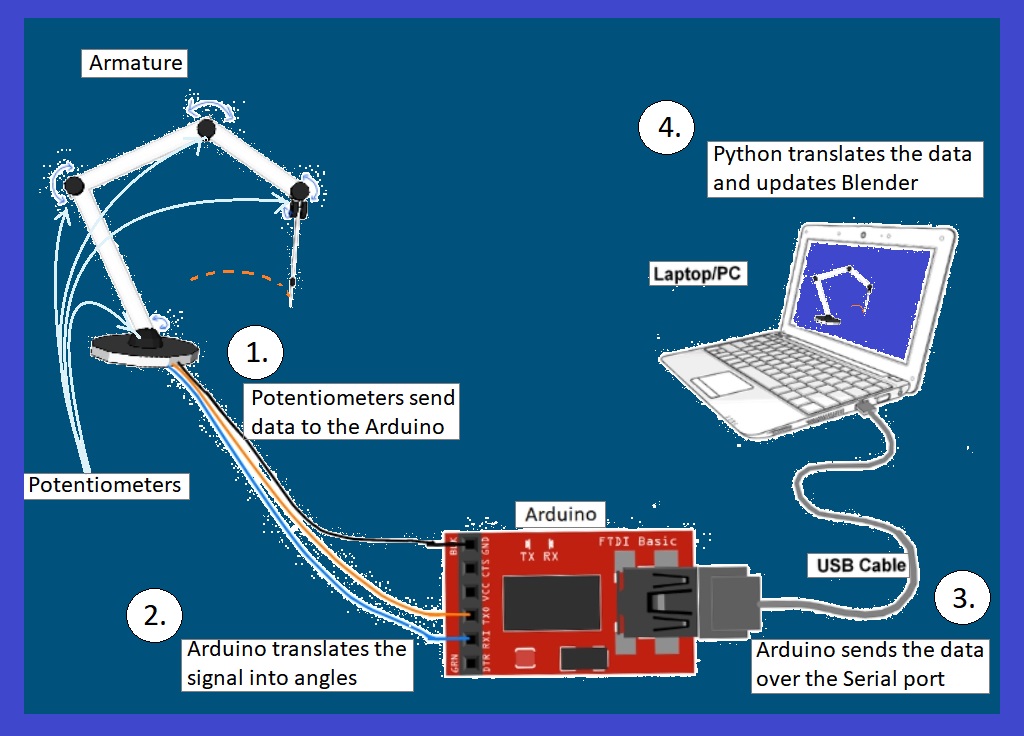 Armature
4.
Python translates the data
and updates Blender
Laptop/PC
1.
Potentiometers send
data to the Arduino
Potentiometers
Arduino
FTDI Basic
TX RX
BLK
GND
CTS
VCC
TXO
RXI
DTR
GRN
USB Cable
2.
Arduino translates the
signal into angles
3.
Arduino sends the data
over the Serial port